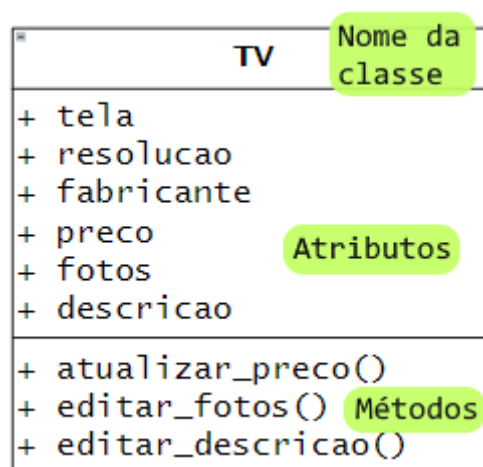 TV
Nome da
classe
+ tela
+ resolucao
+ fabricante
+ preco
+ fotos
+ descricao
Atributos
+ atualizar_preco()
+ editar_fotos()
Métodos
+ editar_descricao()